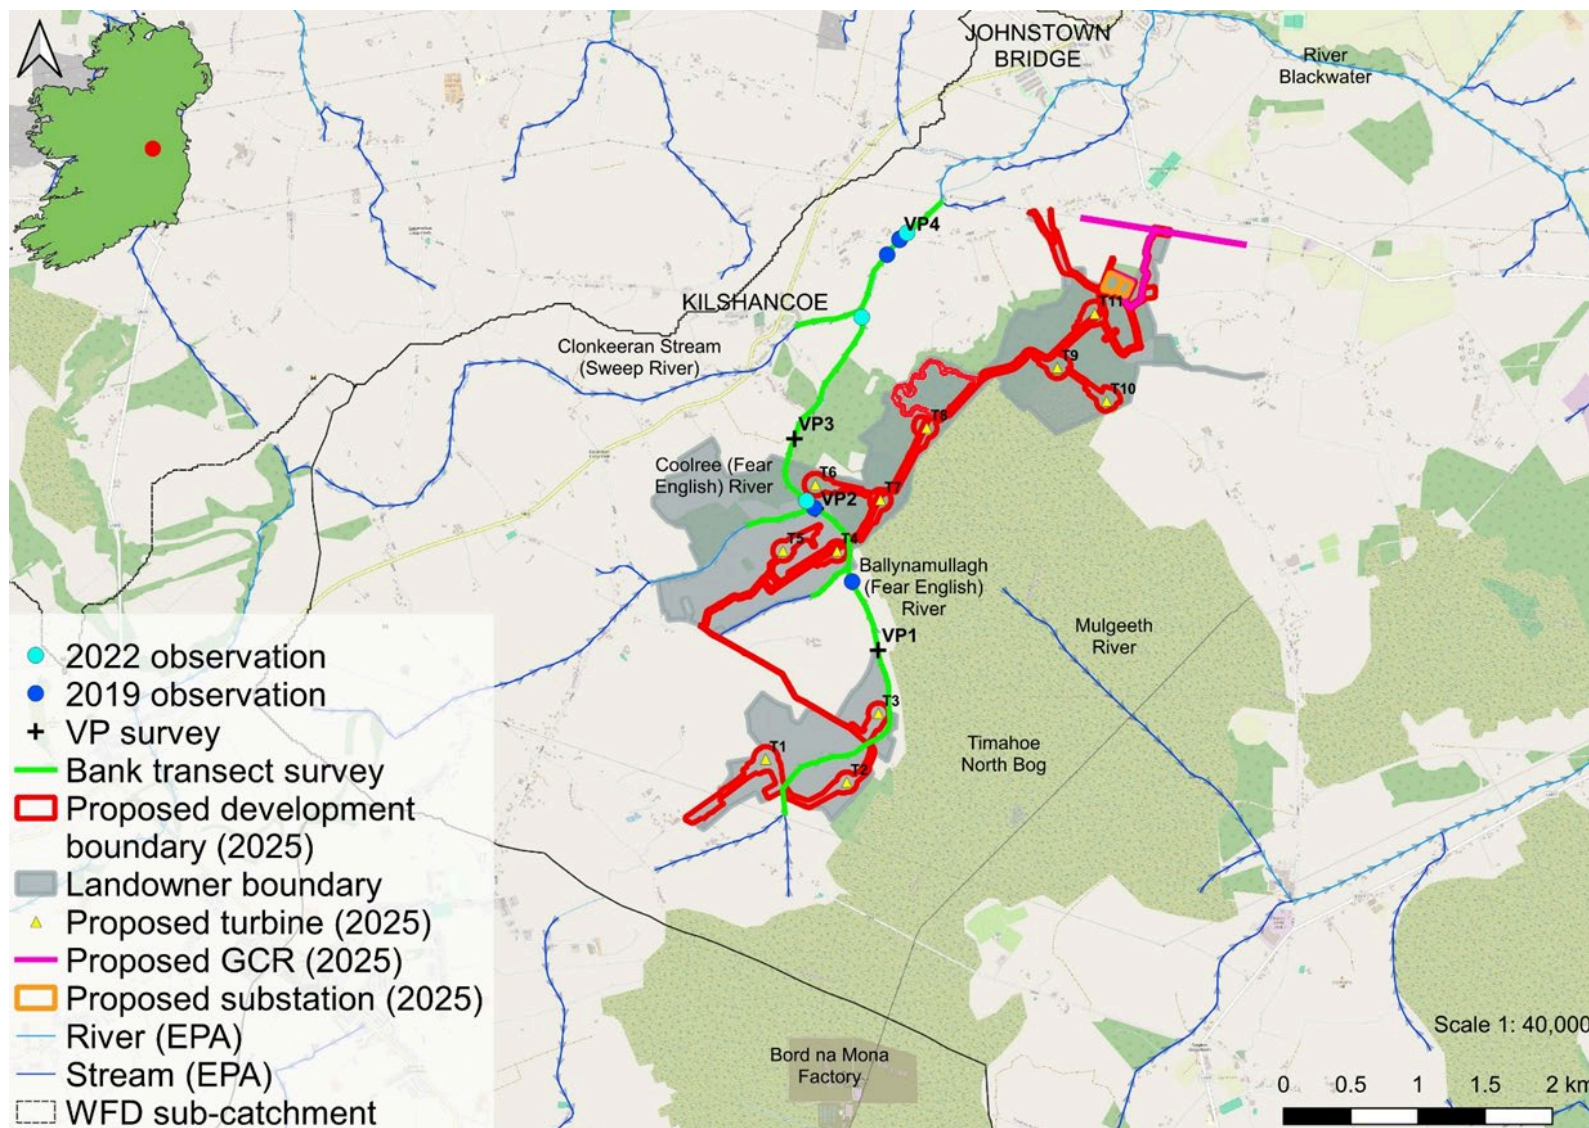 JOHNSTOWN
BRIDGE
River
Blackwater
VP4
KILSHANCOE
T11
Clonkeeran Stream
(Sweep River)
T9
T10
VP3
T8
Coolree (Fear
English) River
T6
T7
VP2
T5
T4
Ballynamullagh
(Fear English)
River
Mulgeeth
River
VP1
T3
T1
T2
Timahoe
North Bog
Bord na Mona
Factory
2022 observation
2019 observation
VP survey
Bank transect survey
Proposed development
boundary (2025)
Landowner boundary
Proposed turbine (2025)
Proposed GCR (2025)
Proposed substation (2025)
River (EPA)
Stream (EPA)
WFD sub-catchment
Scale 1: 40,000
0 0.5 1 1.5 2 km